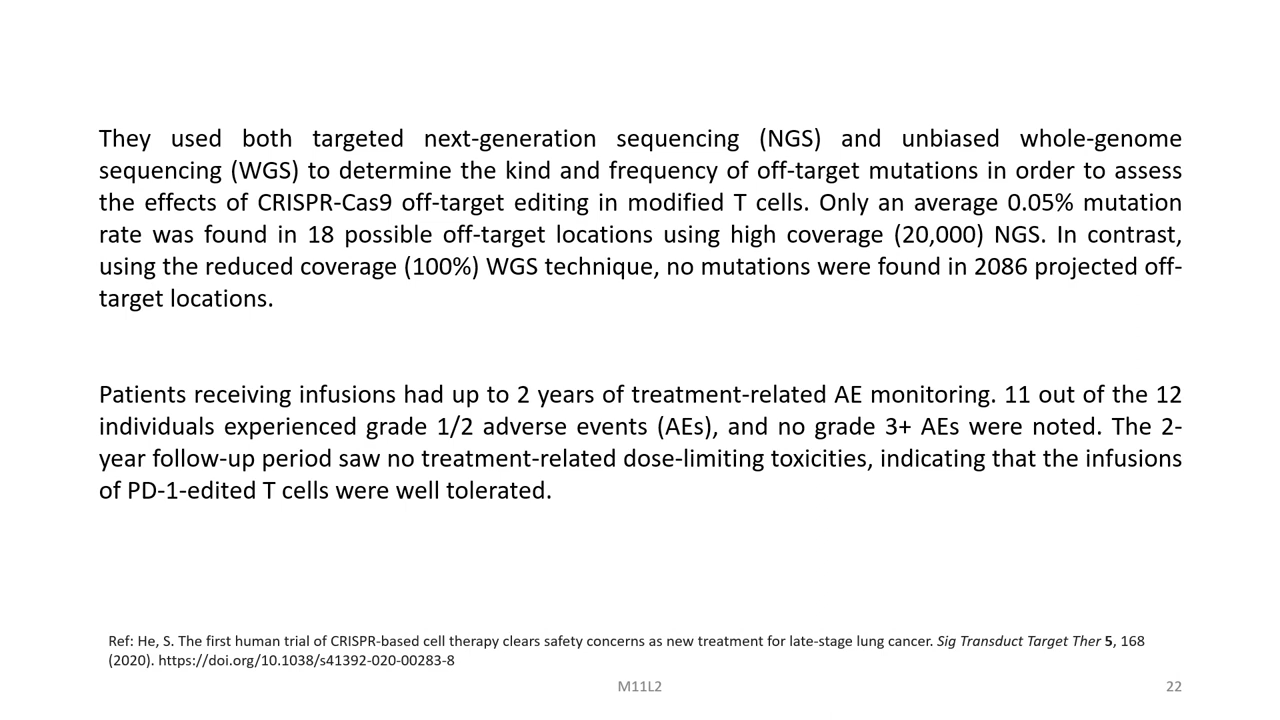 They used both targeted next-generation sequencing (NGS) and unbiased whole-genome
sequencing (WGS) to determine the kind and frequency of off-target mutations in order to assess
the effects of CRISPR-Cas9 off-target editing in modified T cells. Only an average 0.05% mutation
rate was found in 18 possible off-target locations using high coverage (20,000) NGS. In contrast,
using the reduced coverage (100%) WGS technique, no mutations were found in 2086 projected off-
target locations.
Patients receiving infusions had up to 2 years of treatment-related AE monitoring. 11 out of the 12
individuals experienced grade 1/2 adverse events (AEs), and no grade 3+ AEs were noted. The 2-
year follow-up period saw no treatment-related dose-limiting toxicities, indicating that the infusions
of PD-1-edited T cells were well tolerated.
Ref: He, S. The first human trial of CRISPR-based cell therapy clears safety concerns as new treatment for late-stage lung cancer. Sig Transduct Target Ther 5, 168
(2020). https://doi.org/10.1038/s41392-020-00283-8
M11L2
22